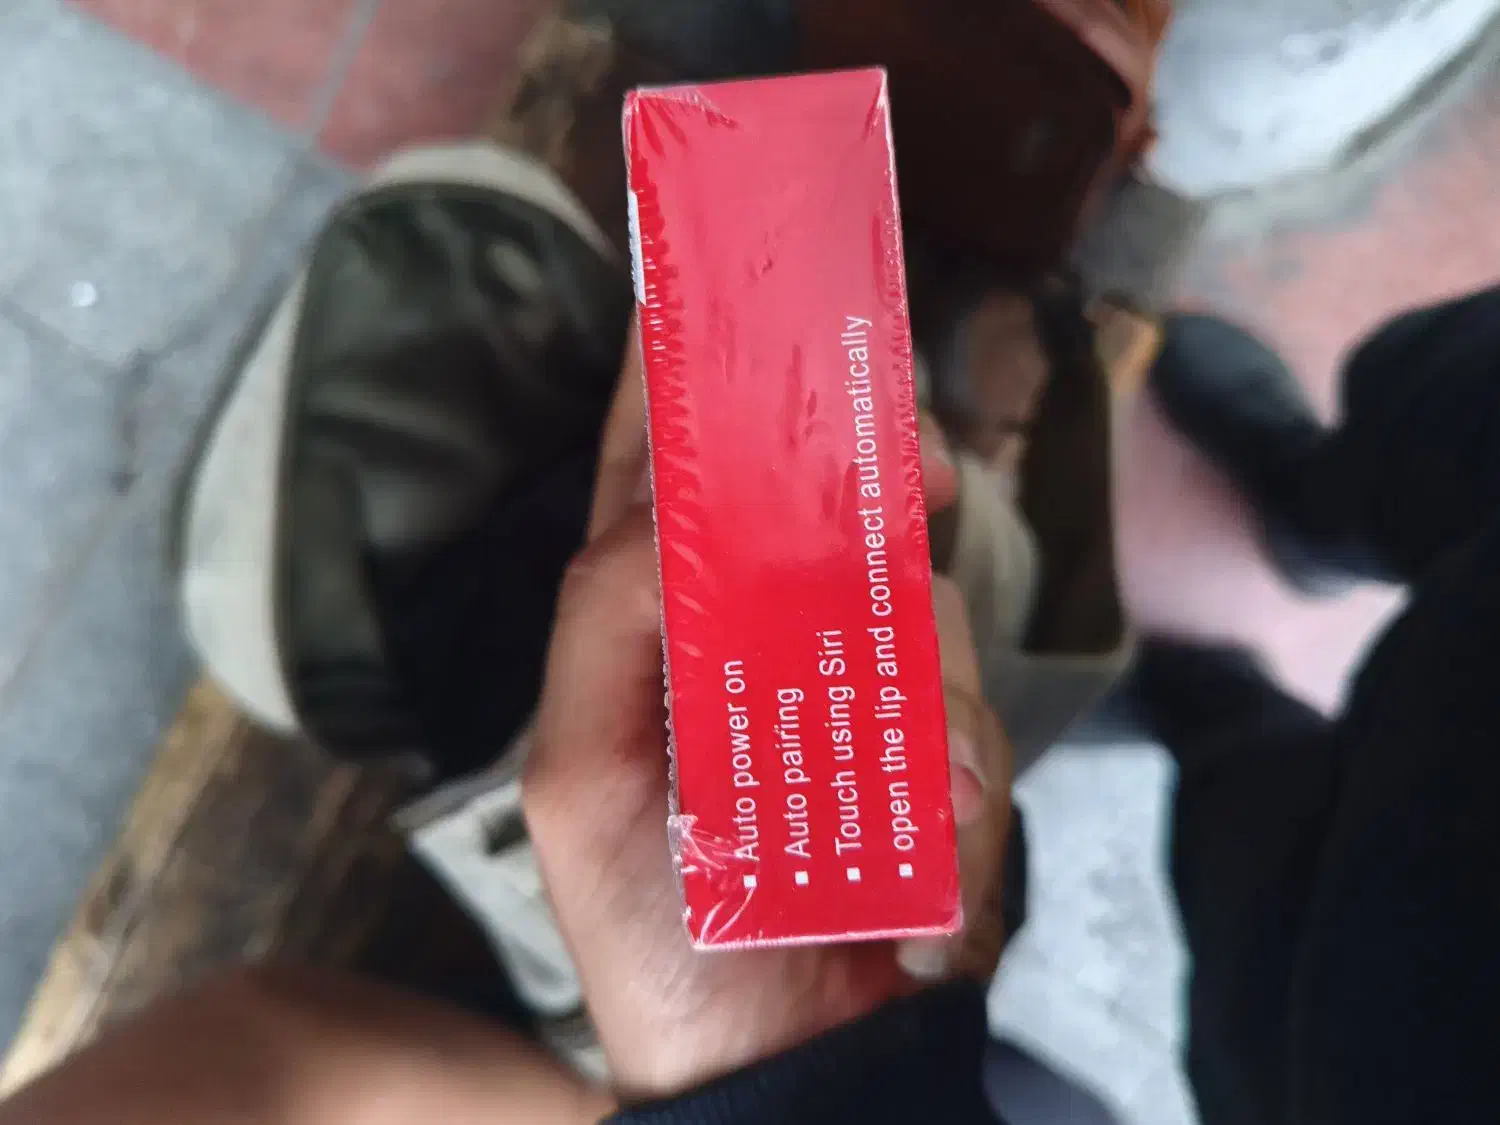 ▪ Auto power on
▪ Auto pairing
▪ Touch using Siri
▪ open the lip and connect automatically